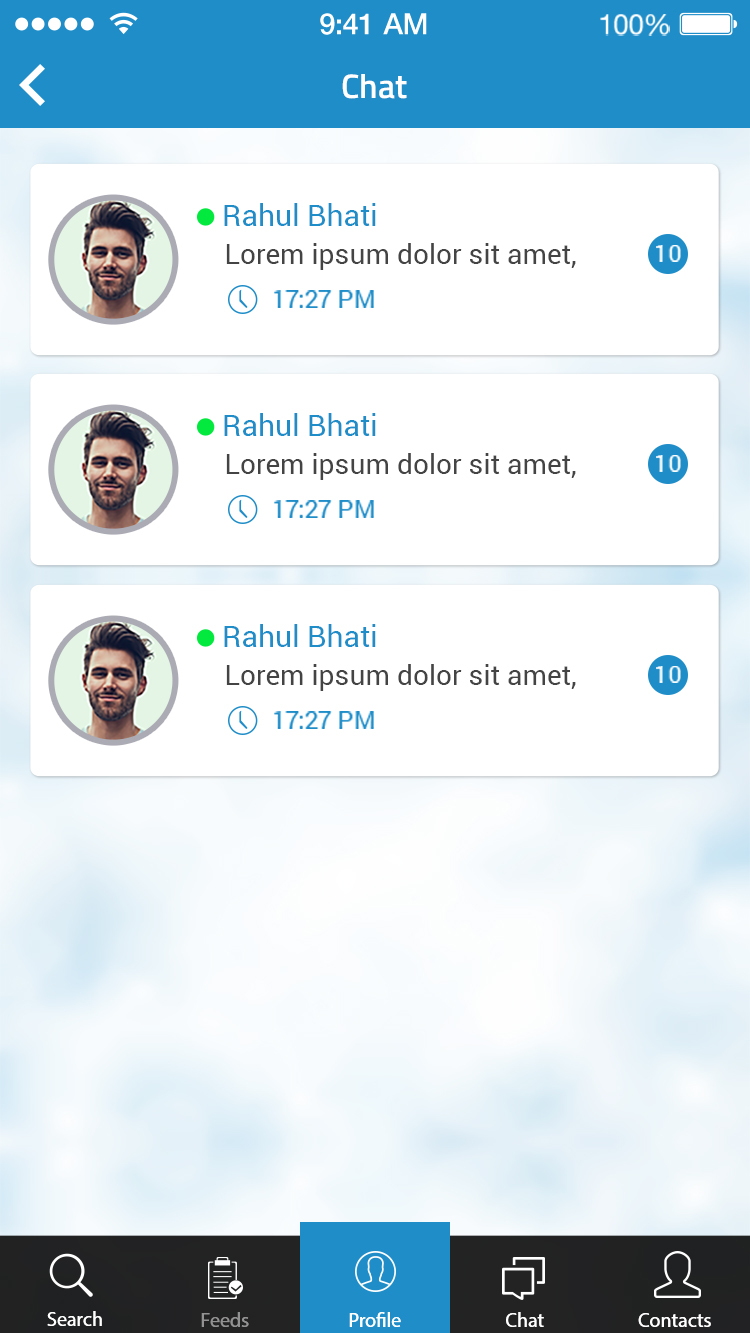 9:41 AM 100%
Chat
Rahul Bhati
Lorem ipsum dolor sit amet,
10
17:27 PM
Rahul Bhati
Lorem ipsum dolor sit amet,
10
17:27 PM
Rahul Bhati
Lorem ipsum dolor sit amet,
10
17:27 PM
Search Feeds Profile Chat Contacts